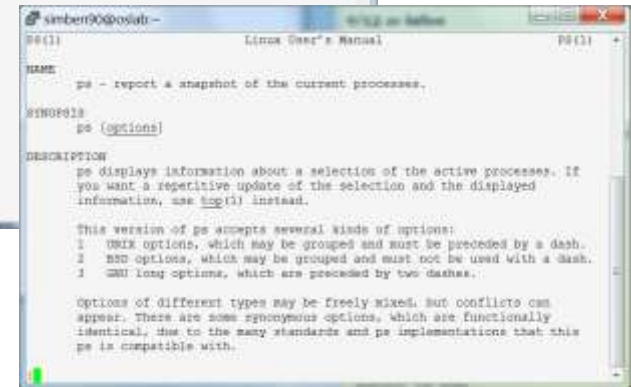 simberr90@oslab:~
PS(1) Linux User's Manual PS(1)
NAME
ps - report a snapshot of the current processes.
SYNOPSIS
ps [options]
DESCRIPTION
ps displays information about a selection of the active processes. If
you want a repetitive update of the selection and the displayed
information, use top(1) instead.
This version of ps accepts several kinds of options:
1 UNIX options, which may be grouped and must be preceded by a dash.
2 BSD options, which may be grouped and must not be used with a dash.
3 GNU long options, which are preceded by two dashes.
Options of different types may be freely mixed, but conflicts can
appear. There are some synonymous options, which are functionally
identical, due to the many standards and ps implementations that this
ps is compatible with.
: